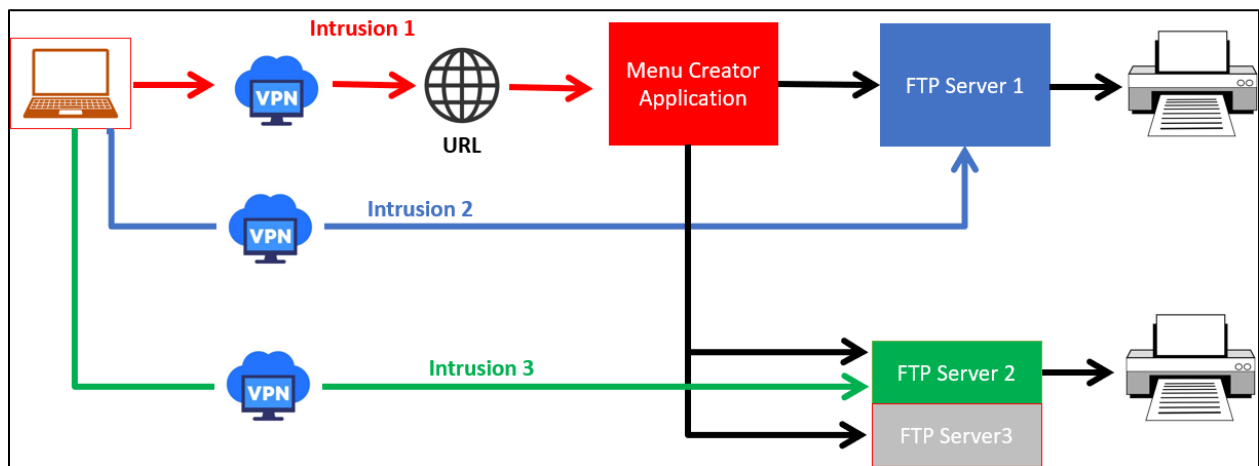 Intrusion 1
VPN
URL
Menu Creator
Application
FTP Server 1
VPN
Intrusion 2
VPN
Intrusion 3
FTP Server 2
FTP Server3